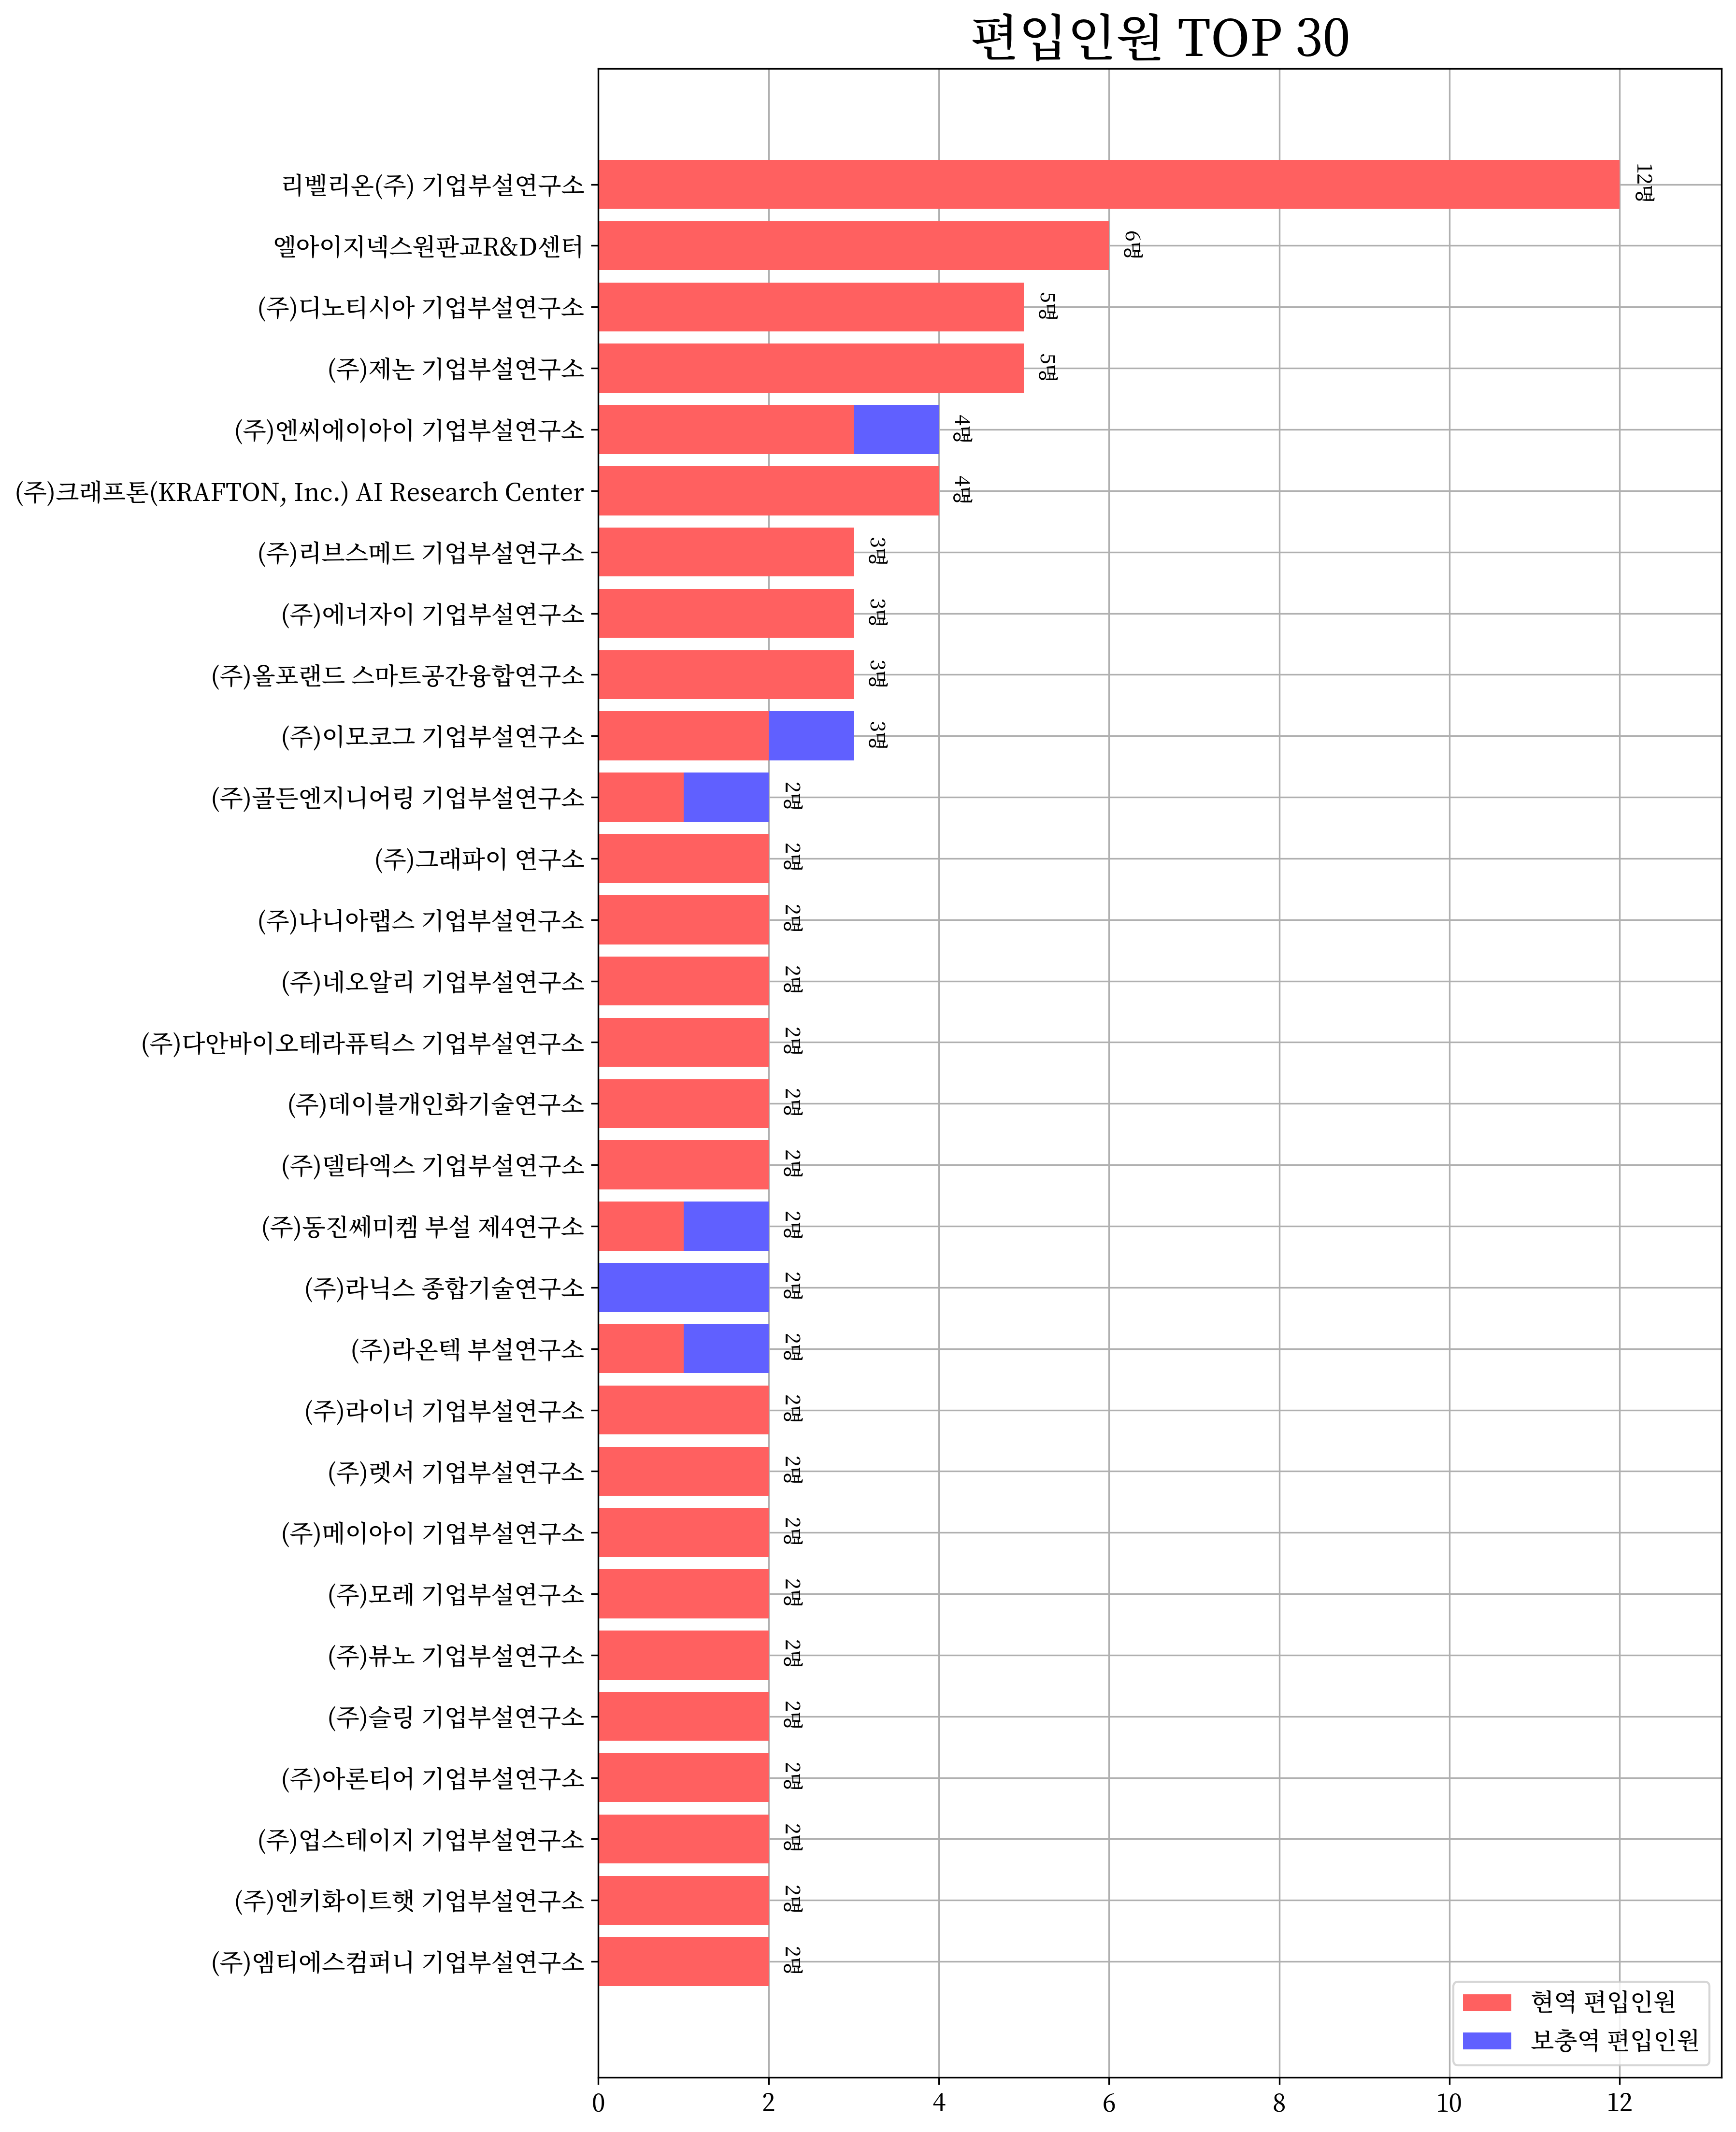 편입인원 TOP 30
리벨리온(주) 기업부설연구소 12명
엘아이지넥스원판교R&D센터 6명
(주)디노티시아 기업부설연구소 5명
(주)제논 기업부설연구소 5명
(주)엔씨에이아이 기업부설연구소 4명
(주)크래프톤(KRAFTON, Inc.) AI Research Center 4명
(주)리브스메드 기업부설연구소 3명
(주)에너자이 기업부설연구소 3명
(주)올포랜드 스마트공간융합연구소 3명
(주)이모코그 기업부설연구소 3명
(주)골든엔지니어링 기업부설연구소 2명
(주)그래파이 연구소 2명
(주)나니아랩스 기업부설연구소 2명
(주)네오알리 기업부설연구소 2명
(주)다안바이오테라퓨틱스 기업부설연구소 2명
(주)데이블개인화기술연구소 2명
(주)델타엑스 기업부설연구소 2명
(주)동진쎄미켐 부설 제4연구소 2명
(주)라닉스 종합기술연구소 2명
(주)라온텍 부설연구소 2명
(주)라이너 기업부설연구소 2명
(주)렛서 기업부설연구소 2명
(주)메이아이 기업부설연구소 2명
(주)모레 기업부설연구소 2명
(주)뷰노 기업부설연구소 2명
(주)슬링 기업부설연구소 2명
(주)아론티어 기업부설연구소 2명
(주)업스테이지 기업부설연구소 2명
(주)엔키화이트햇 기업부설연구소 2명
(주)엠티에스컴퍼니 기업부설연구소 2명
현역 편입인원
보충역 편입인원
0 2 4 6 8 10 12